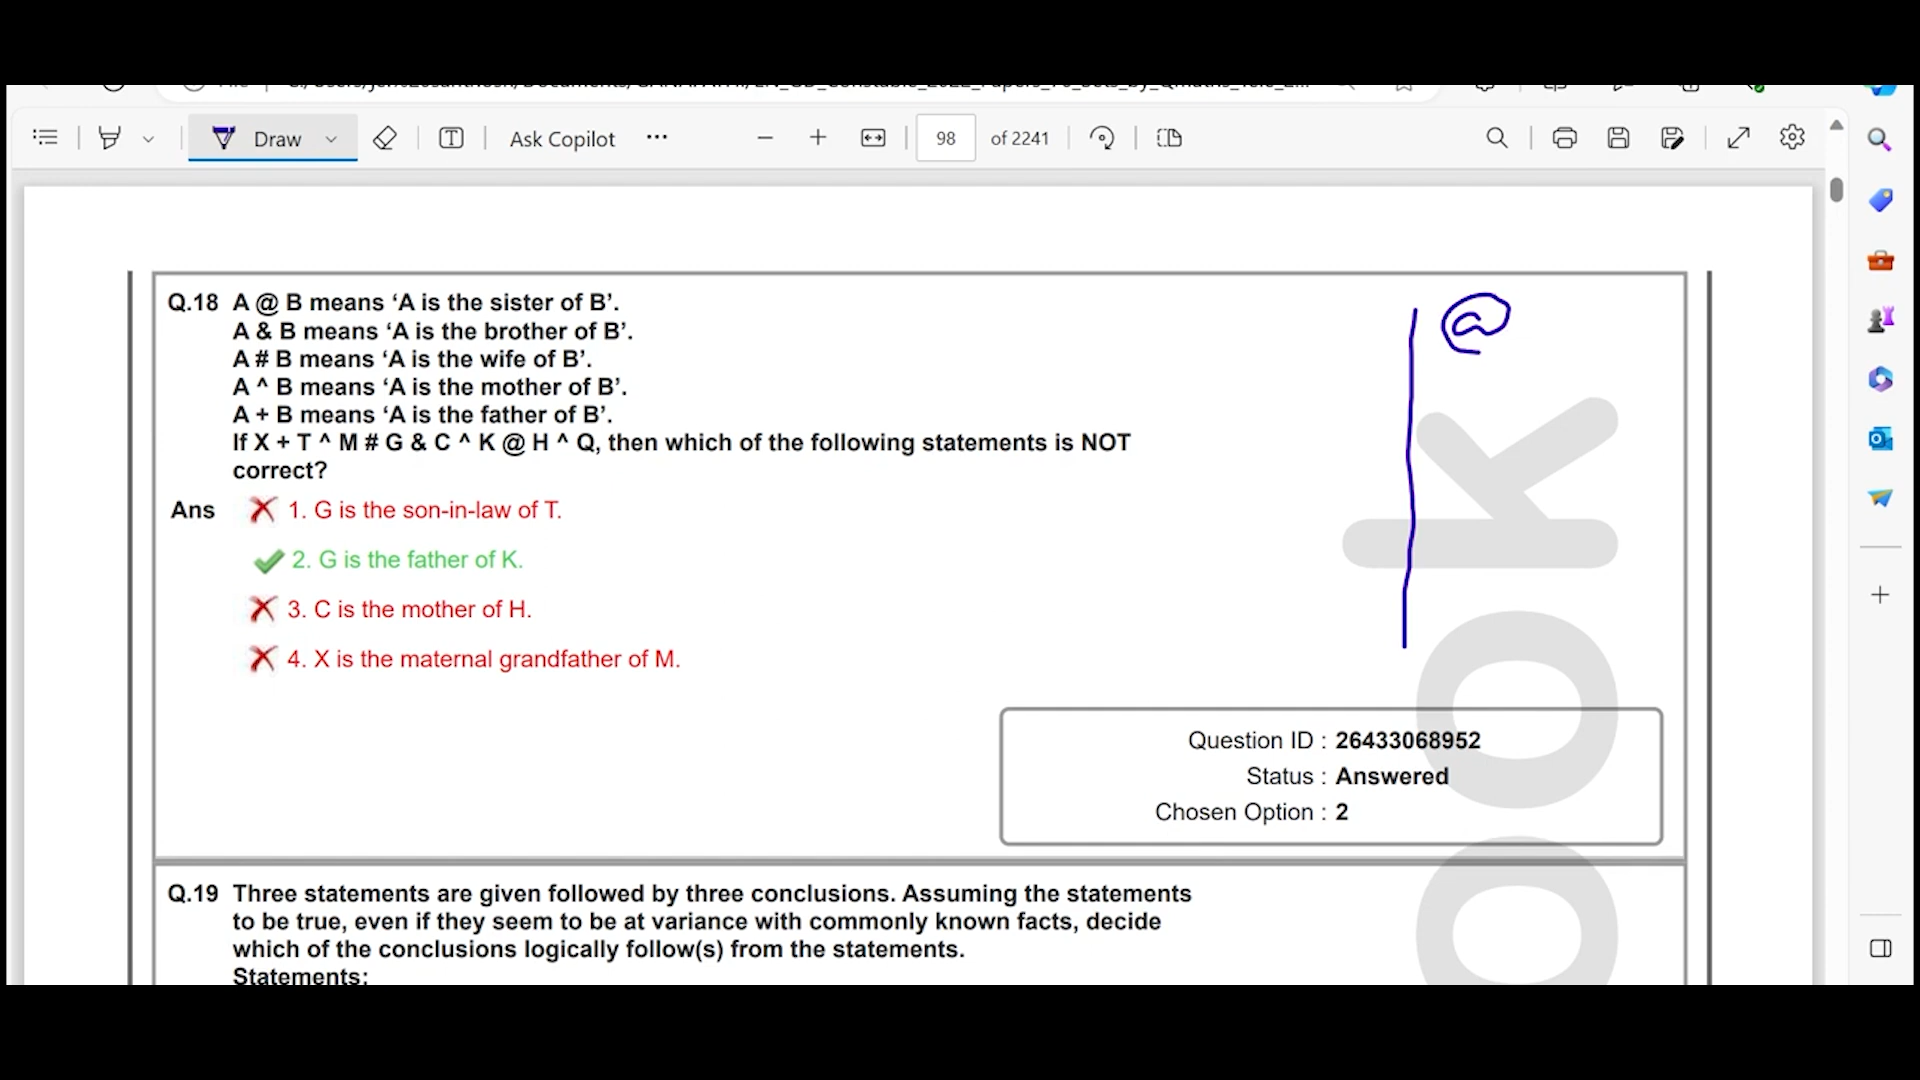 Draw
Ask Copilot
98 of 2241
Q.18 A @ B means ‘A is the sister of B’.
A & B means ‘A is the brother of B’.
A # B means ‘A is the wife of B’.
A ^ B means ‘A is the mother of B’.
A + B means ‘A is the father of B’.
If X + T ^ M # G & C ^ K @ H ^ Q, then which of the following statements is NOT
correct?
Ans 1. G is the son-in-law of T.
2. G is the father of K.
3. C is the mother of H.
4. X is the maternal grandfather of M.
@
Question ID : 26433068952
Status : Answered
Chosen Option : 2
Q.19 Three statements are given followed by three conclusions. Assuming the statements
to be true, even if they seem to be at variance with commonly known facts, decide
which of the conclusions logically follow(s) from the statements.
Statements:
ook